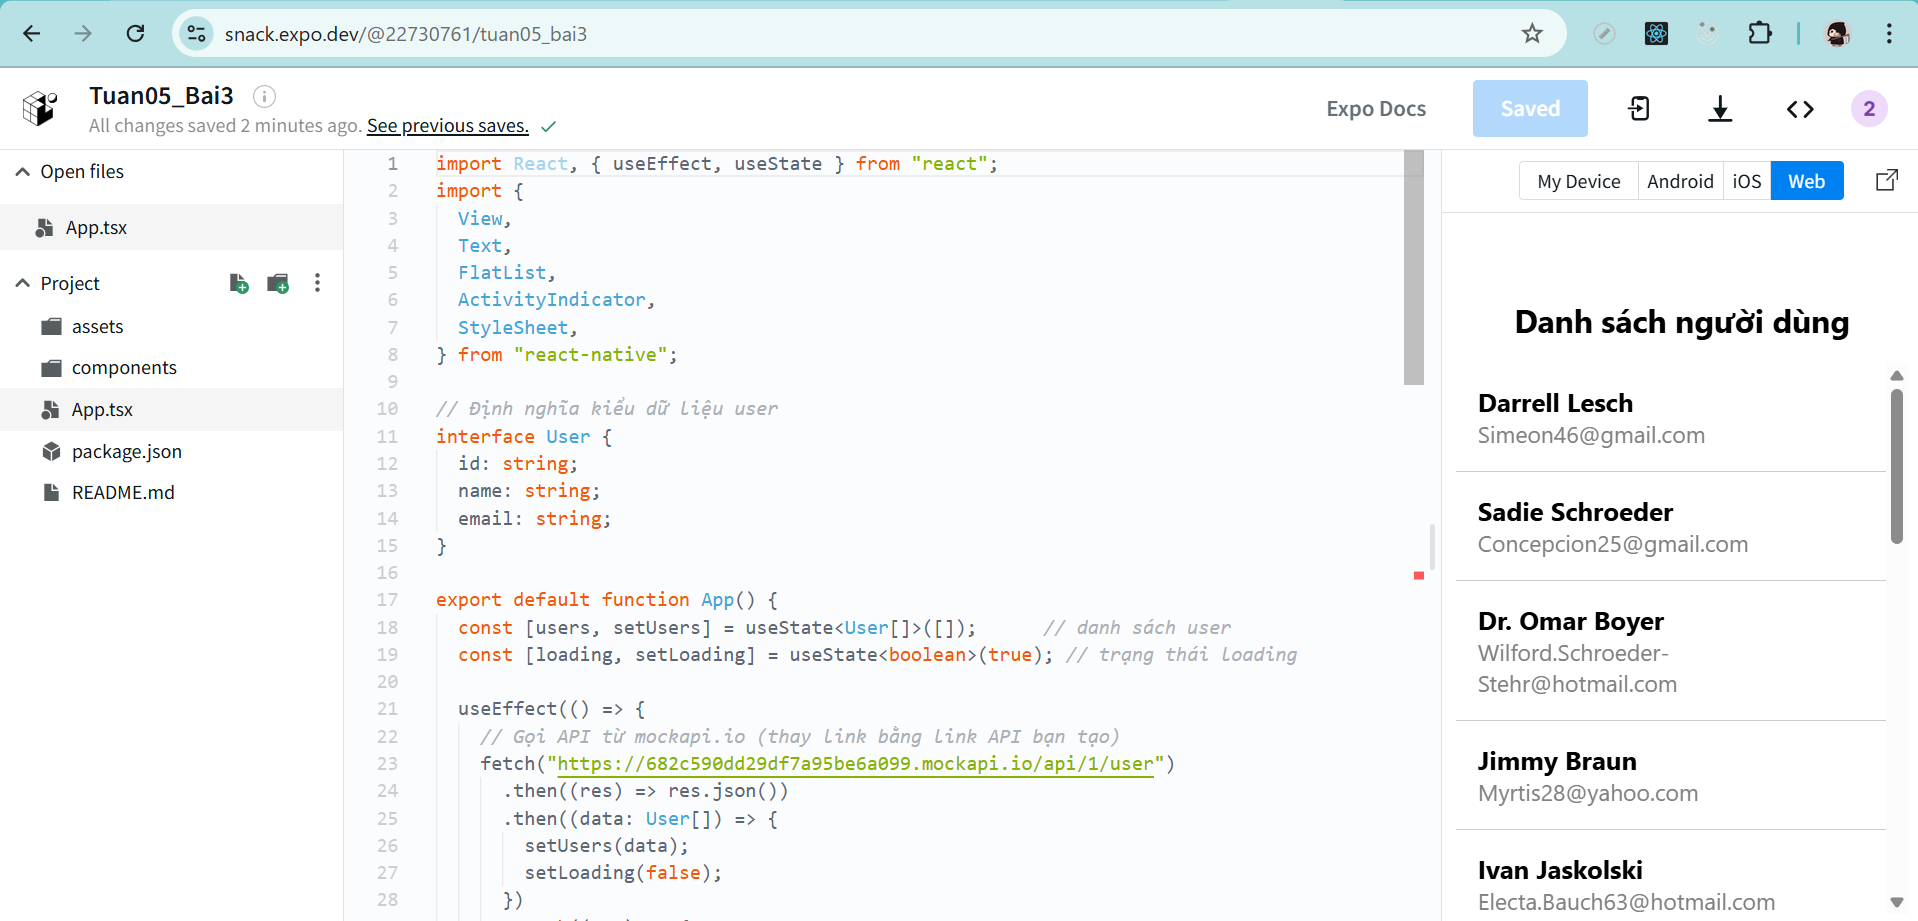 snack.expo.dev/@22730761/tuan05_bai3
Tuan05_Bai3
All changes saved 2 minutes ago. See previous saves.
Expo Docs
Saved
2
Open files
App.tsx
Project
assets
components
App.tsx
package.json
README.md
1 import React, { useEffect, useState } from "react";
2 import {
3 View,
4 Text,
5 FlatList,
6 ActivityIndicator,
7 StyleSheet,
8 } from "react-native";
9
10 // Định nghĩa kiểu dữ liệu user
11 interface User {
12 id: string;
13 name: string;
14 email: string;
15 }
16
17 export default function App() {
18 const [users, setUsers] = useState<User[]>([]); // danh sách user
19 const [loading, setLoading] = useState<boolean>(true); // trạng thái loading
20
21 useEffect(() => {
22 // Gọi API từ mockapi.io (thay link bằng link API bạn tạo)
23 fetch("https://682c590dd29df7a95be6a099.mockapi.io/api/1/user")
24 .then((res) => res.json())
25 .then((data: User[]) => {
26 setUsers(data);
27 setLoading(false);
28 })
My Device Android iOS Web
Danh sách người dùng
Darrell Lesch
Simeon46@gmail.com
Sadie Schroeder
Concepcion25@gmail.com
Dr. Omar Boyer
Wilford.Schroeder-
Stehr@hotmail.com
Jimmy Braun
Myrtis28@yahoo.com
Ivan Jaskolski
Electa.Bauch63@hotmail.com